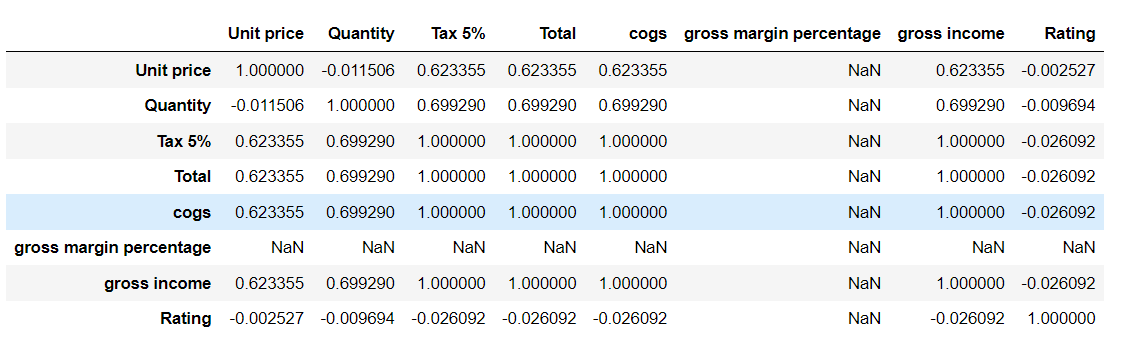 Unit price Quantity Tax 5% Total cogs gross margin percentage gross income Rating
Unit price 1.000000 -0.011506 0.623355 0.623355 0.623355 NaN 0.623355 -0.002527
Quantity -0.011506 1.000000 0.699290 0.699290 0.699290 NaN 0.699290 -0.009694
Tax 5% 0.623355 0.699290 1.000000 1.000000 1.000000 NaN 1.000000 -0.026092
Total 0.623355 0.699290 1.000000 1.000000 1.000000 NaN 1.000000 -0.026092
cogs 0.623355 0.699290 1.000000 1.000000 1.000000 NaN 1.000000 -0.026092
gross margin percentage NaN NaN NaN NaN NaN NaN NaN NaN
gross income 0.623355 0.699290 1.000000 1.000000 1.000000 NaN 1.000000 -0.026092
Rating -0.002527 -0.009694 -0.026092 -0.026092 -0.026092 NaN -0.026092 1.000000